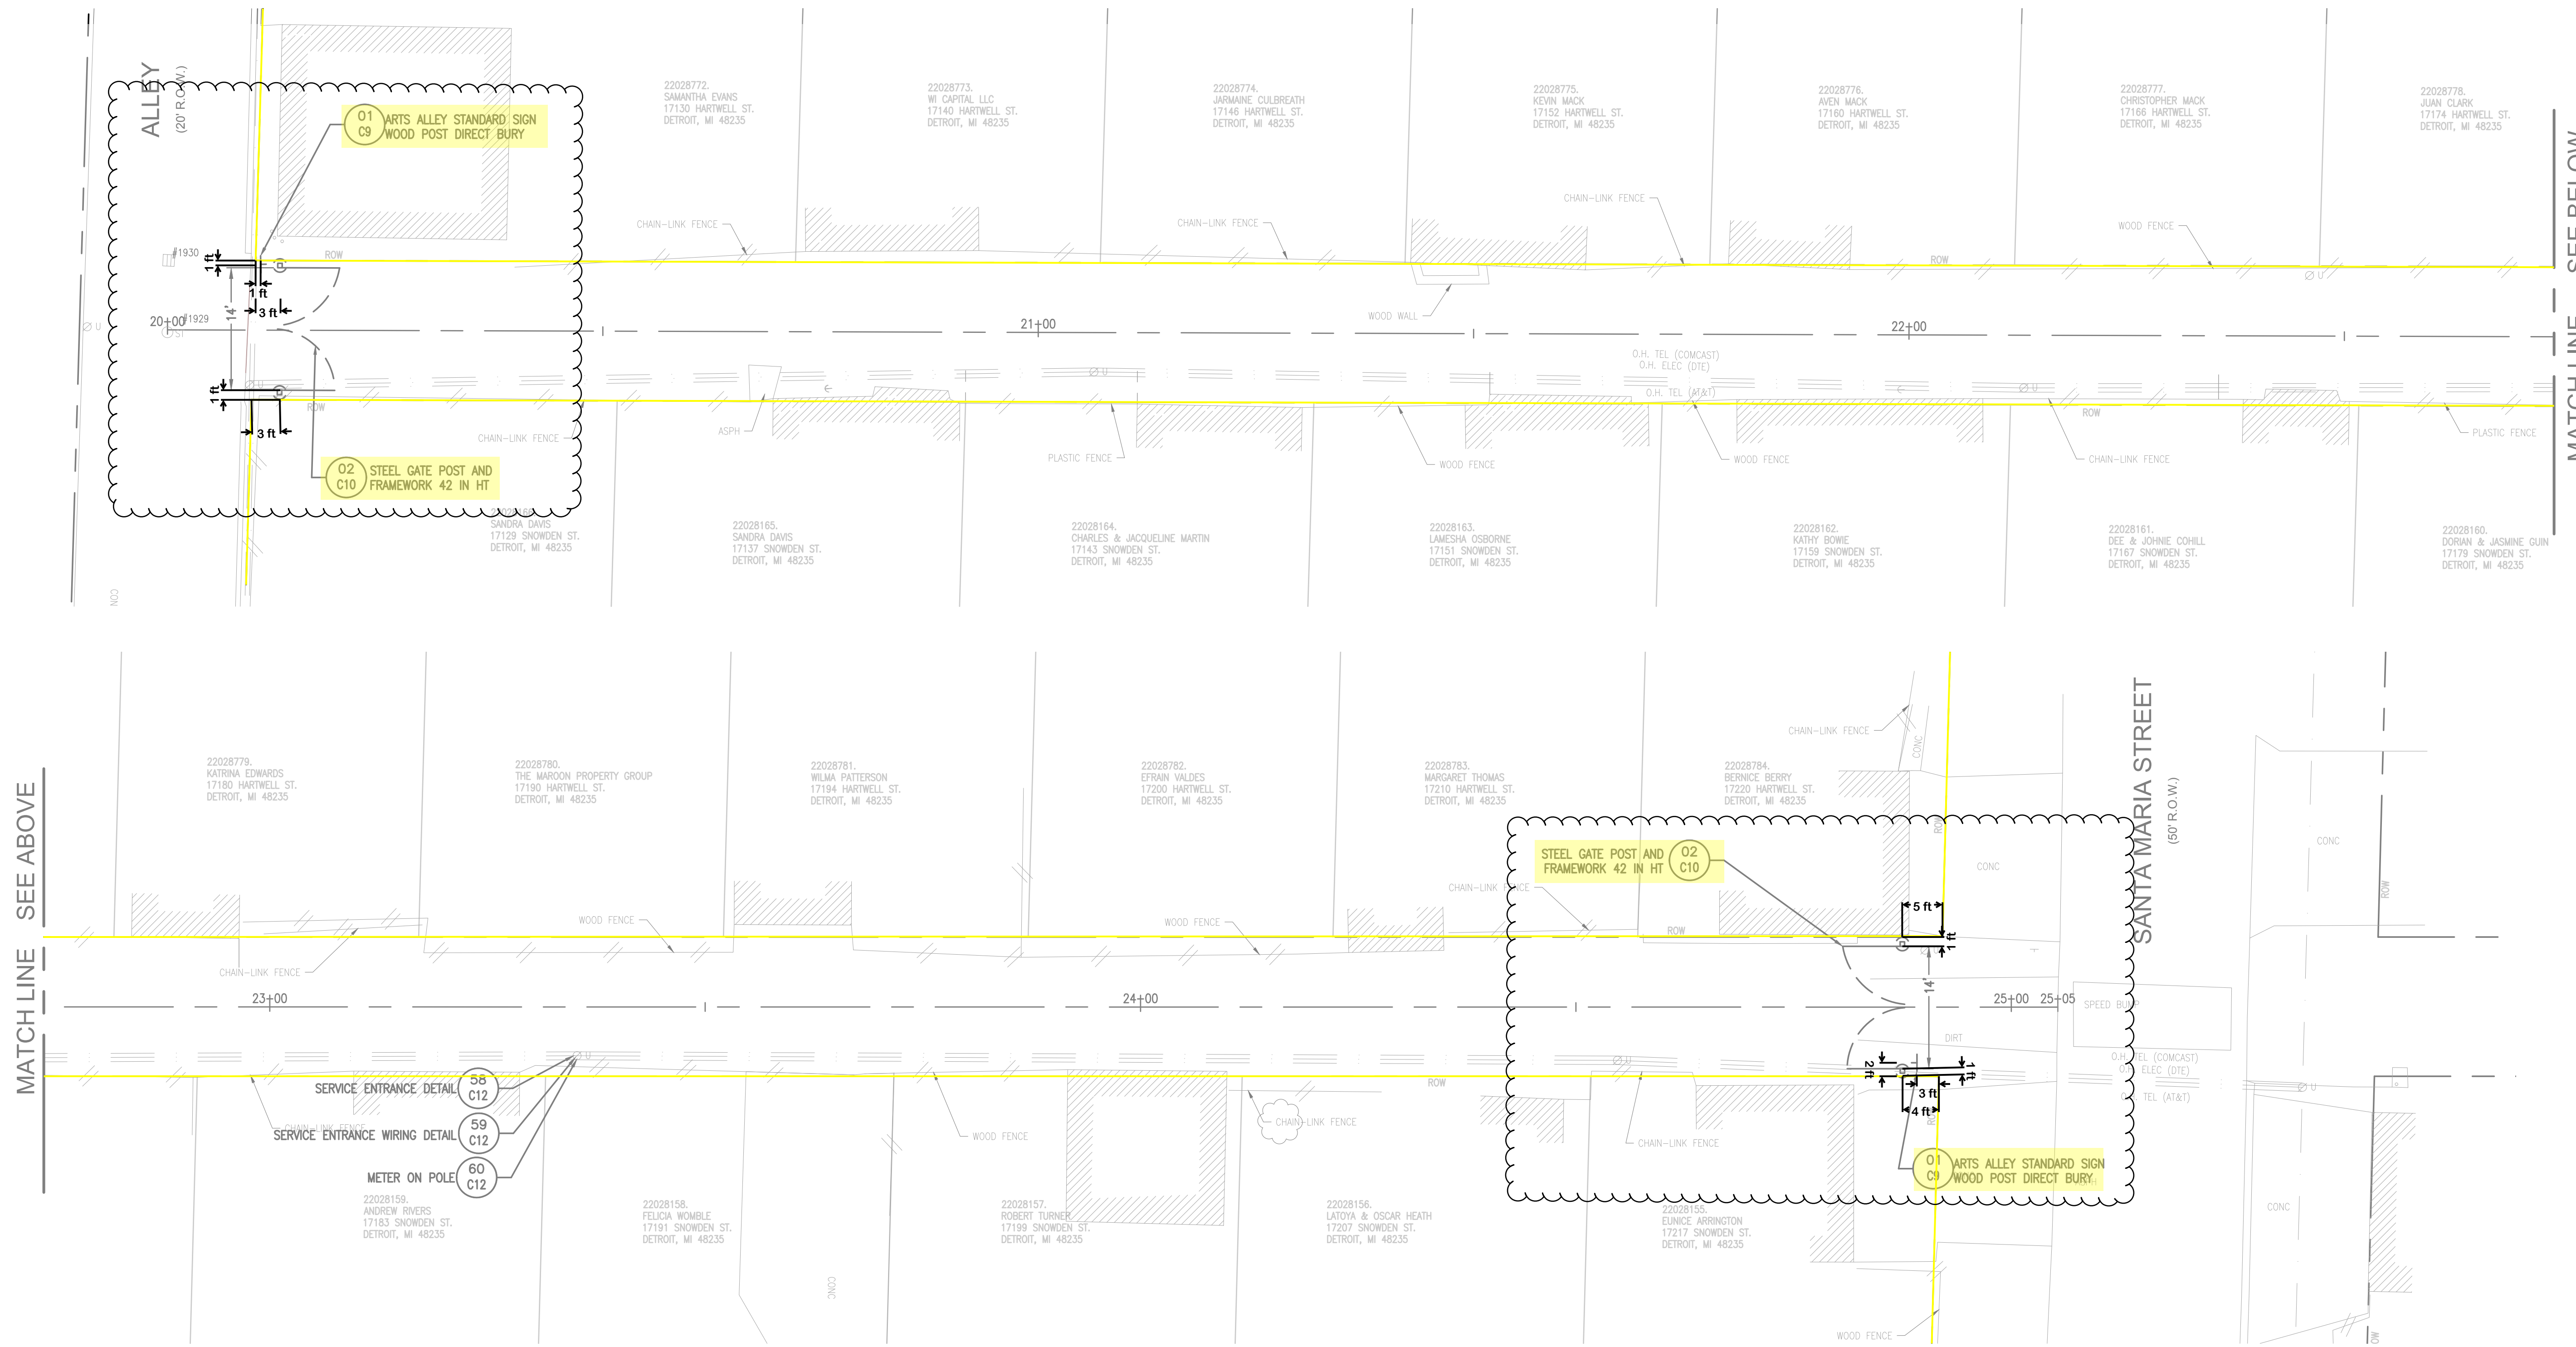 ALLEY
(20' R.O.W.)
01
C9
ARTS ALLEY STANDARD SIGN
WOOD POST DIRECT BURY
22028772.
SAMANTHA EVANS
17130 HARTWELL ST.
DETROIT, MI 48235
22028773.
WI CAPITAL LLC
17140 HARTWELL ST.
DETROIT, MI 48235
22028774.
JARMAINE CULBREATH
17146 HARTWELL ST.
DETROIT, MI 48235
22028775.
KEVIN MACK
17152 HARTWELL ST.
DETROIT, MI 48235
22028776.
AVEN MACK
17160 HARTWELL ST.
DETROIT, MI 48235
22028777.
CHRISTOPHER MACK
17166 HARTWELL ST.
DETROIT, MI 48235
22028778.
JUAN CLARK
17174 HARTWELL ST.
DETROIT, MI 48235
CHAIN-LINK FENCE
CHAIN-LINK FENCE
CHAIN-LINK FENCE
WOOD FENCE
#1930
ROW
ROW
1 ft
1 ft
3 ft
14'
20+00
#1929
ST
U
U
21+00
22+00
WOOD WALL
O.H. TEL (COMCAST)
O.H. ELEC (DTE)
O.H. TEL (AT&T)
U
U
U
1 ft
3 ft
ROW
ROW
CHAIN-LINK FENCE
ASPH
PLASTIC FENCE
WOOD FENCE
WOOD FENCE
CHAIN-LINK FENCE
PLASTIC FENCE
02
C10
STEEL GATE POST AND
FRAMEWORK 42 IN HT
SANDRA DAVIS
17129 SNOWDEN ST.
DETROIT, MI 48235
22028165.
SANDRA DAVIS
17137 SNOWDEN ST.
DETROIT, MI 48235
22028164.
CHARLES & JACQUELINE MARTIN
17143 SNOWDEN ST.
DETROIT, MI 48235
22028163.
LAMESHA OSBORNE
17151 SNOWDEN ST.
DETROIT, MI 48235
22028162.
KATHY BOWIE
17159 SNOWDEN ST.
DETROIT, MI 48235
22028161.
DEE & JOHNIE COHILL
17167 SNOWDEN ST.
DETROIT, MI 48235
22028160.
DORIAN & JASMINE GUIN
17179 SNOWDEN ST.
DETROIT, MI 48235
CON
MATCH LINE SEE BELOW
MATCH LINE SEE ABOVE
22028779.
KATRINA EDWARDS
17180 HARTWELL ST.
DETROIT, MI 48235
22028780.
THE MAROON PROPERTY GROUP
17190 HARTWELL ST.
DETROIT, MI 48235
22028781.
WILMA PATTERSON
17194 HARTWELL ST.
DETROIT, MI 48235
22028782.
EFRAIN VALDES
17200 HARTWELL ST.
DETROIT, MI 48235
22028783.
MARGARET THOMAS
17210 HARTWELL ST.
DETROIT, MI 48235
22028784.
BERNICE BERRY
17220 HARTWELL ST.
DETROIT, MI 48235
CHAIN-LINK FENCE
CONC
SANTA MARIA STREET
(50' R.O.W.)
STEEL GATE POST AND
FRAMEWORK 42 IN HT
02
C10
ROW
CONC
CONC
ROW
CHAIN-LINK FENCE
WOOD FENCE
WOOD FENCE
CHAIN-LINK FENCE
5 ft
1 ft
ROW
14'
23+00
24+00
25+00
25+05
SPEED BUMP
DIRT
O.H. TEL (COMCAST)
O.H. ELEC (DTE)
O.H. TEL (AT&T)
U
U
U
2 ft
1 ft
3 ft
4 ft
ROW
SERVICE ENTRANCE DETAIL
58
C12
SERVICE ENTRANCE WIRING DETAIL
59
C12
METER ON POLE
60
C12
CHAIN-LINK FENCE
WOOD FENCE
CHAIN-LINK FENCE
CHAIN-LINK FENCE
01
C9
ARTS ALLEY STANDARD SIGN
WOOD POST DIRECT BURY
22028159.
ANDREW RIVERS
17183 SNOWDEN ST.
DETROIT, MI 48235
22028158.
FELICIA WOMBLE
17191 SNOWDEN ST.
DETROIT, MI 48235
22028157.
ROBERT TURNER
17199 SNOWDEN ST.
DETROIT, MI 48235
22028156.
LATOYA & OSCAR HEATH
17207 SNOWDEN ST.
DETROIT, MI 48235
22028155.
EUNICE ARRINGTON
17217 SNOWDEN ST.
DETROIT, MI 48235
CONC
CONC
WOOD FENCE